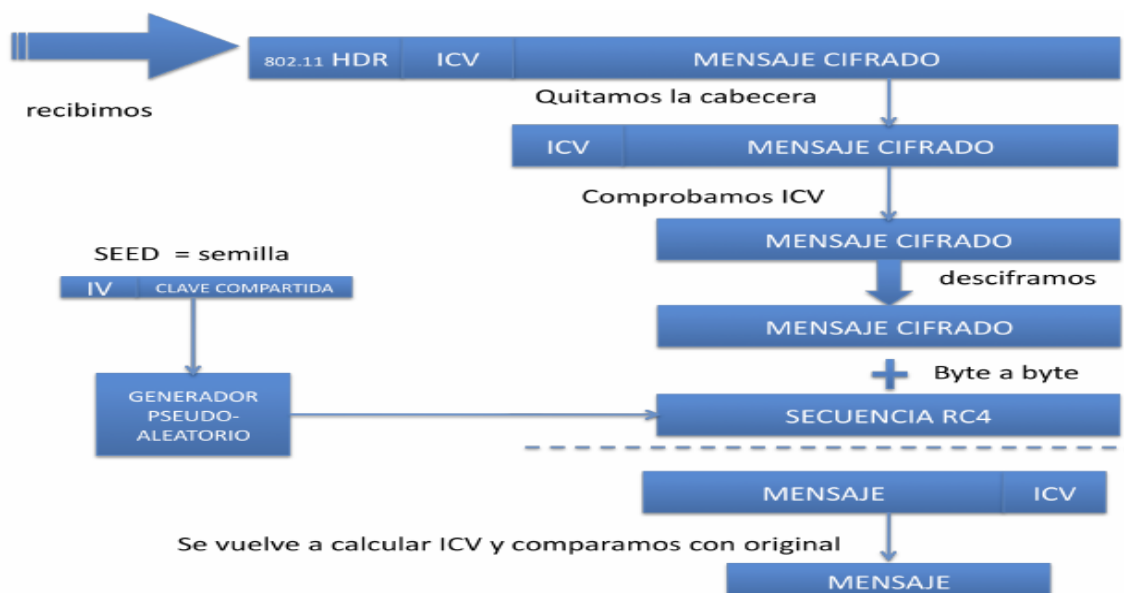 802.11 HDR ICV MENSAJE CIFRADO
recibimos
Quitamos la cabecera
ICV MENSAJE CIFRADO
Comprobamos ICV
MENSAJE CIFRADO
SEED = semilla
desciframos
IV CLAVE COMPARTIDA
MENSAJE CIFRADO
Byte a byte
GENERADOR
PSEUDO-
ALEATORIO
SECUENCIA RC4
MENSAJE ICV
Se vuelve a calcular ICV y comparamos con original
MENSAJE